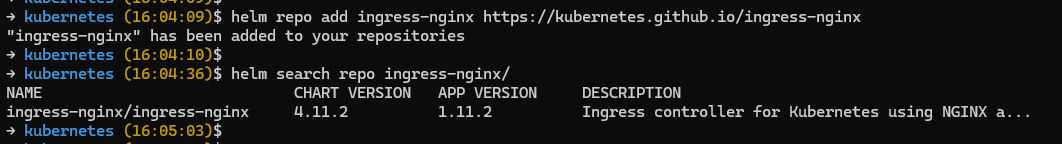 → kubernetes (16:04:09)$ helm repo add ingress-nginx https://kubernetes.github.io/ingress-nginx
"ingress-nginx" has been added to your repositories
→ kubernetes (16:04:10)$
→ kubernetes (16:04:36)$ helm search repo ingress-nginx/
NAME CHART VERSION APP VERSION DESCRIPTION
ingress-nginx/ingress-nginx 4.11.2 1.11.2 Ingress controller for Kubernetes using NGINX a...
→ kubernetes (16:05:03)$